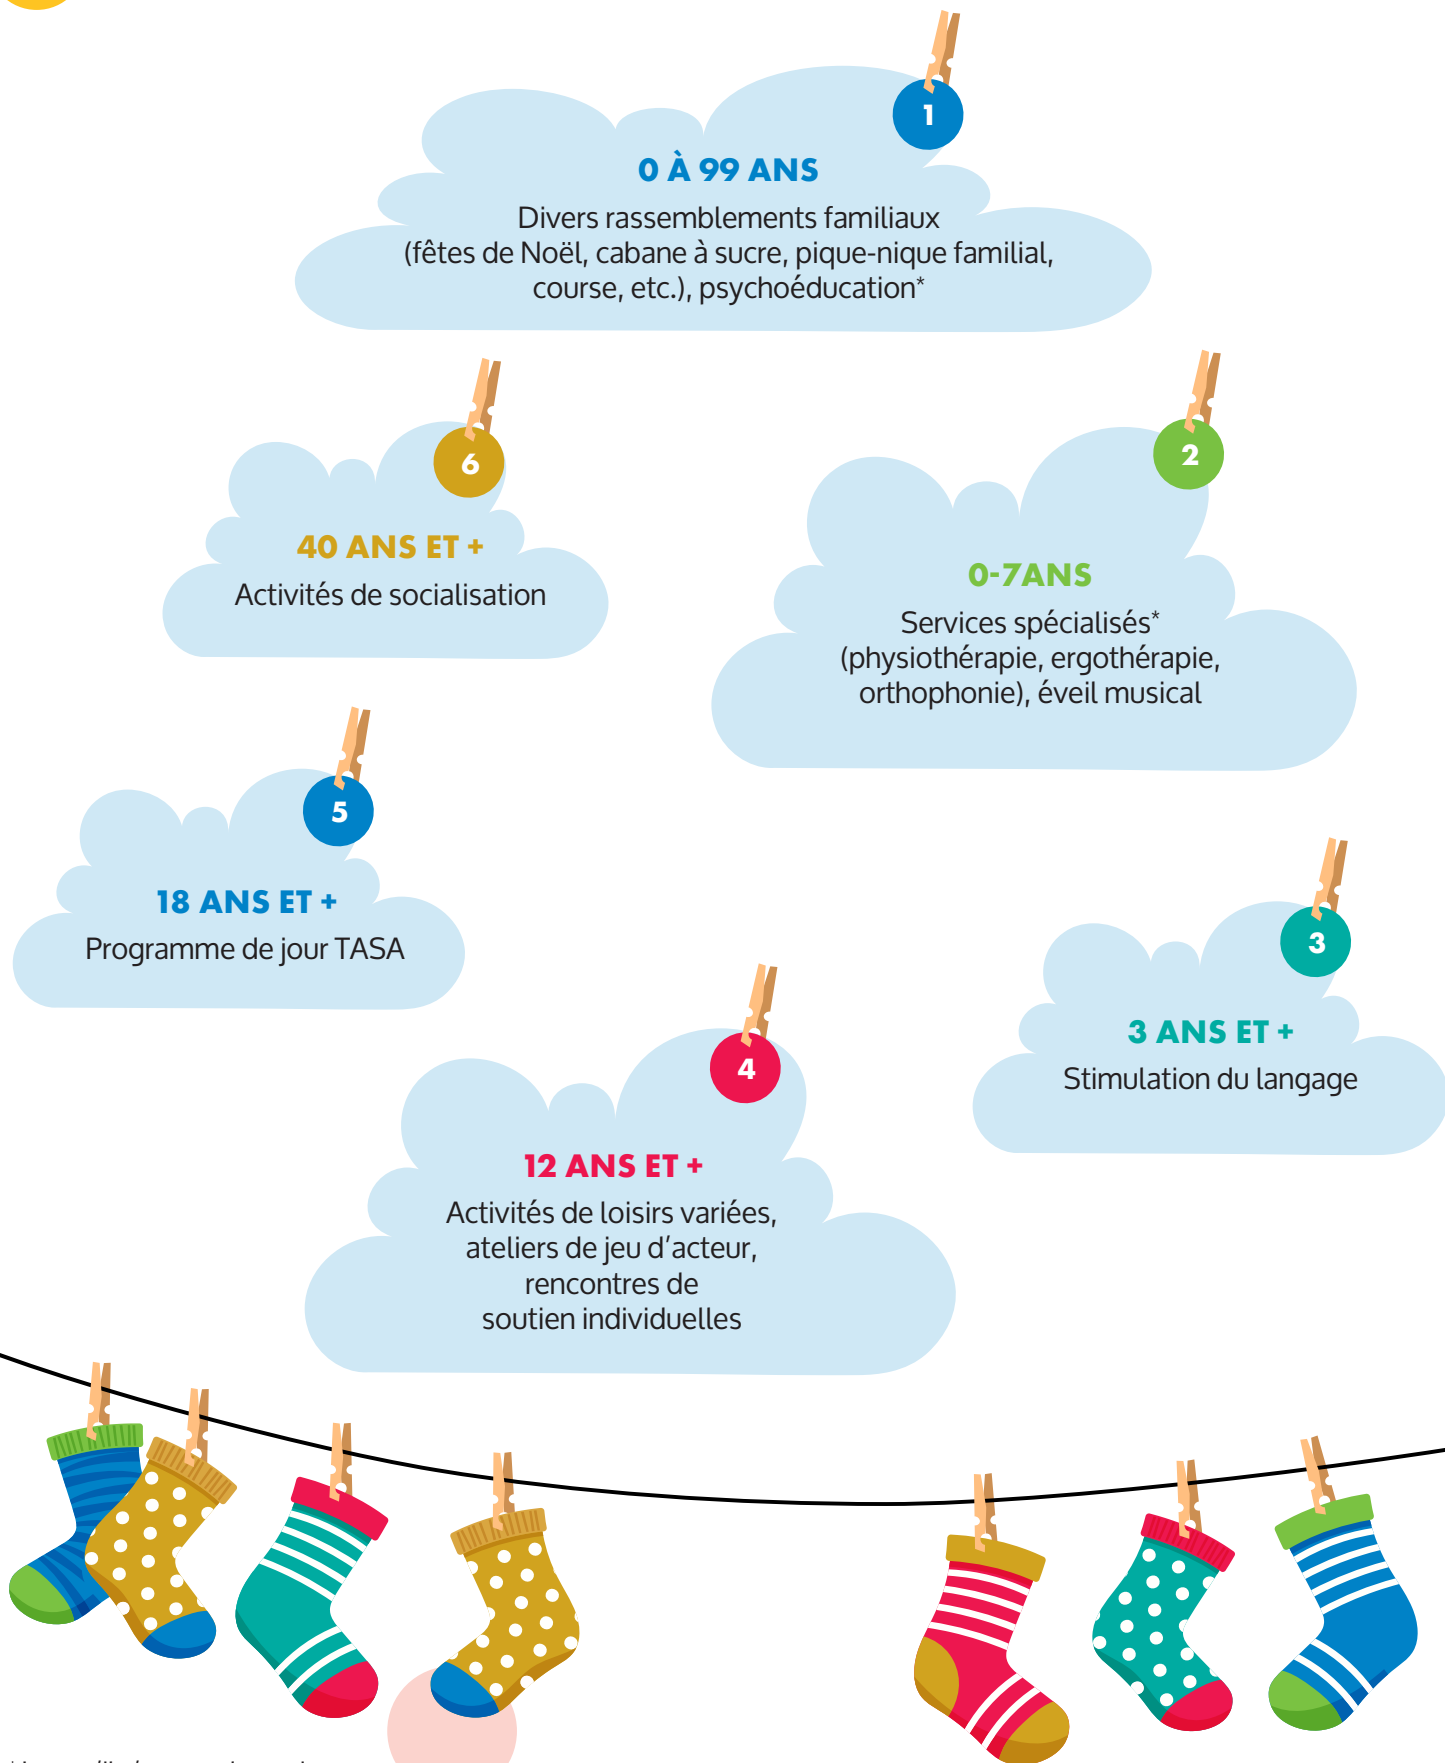 1
0 À 99 ANS
Divers rassemblements familiaux
(fêtes de Noël, cabane à sucre, pique-nique familial,
course, etc.), psychoéducation*
2
0-7ANS
Services spécialisés*
(physiothérapie, ergothérapie,
orthophonie), éveil musical
3
3 ANS ET +
Stimulation du langage
4
12 ANS ET +
Activités de loisirs variées,
ateliers de jeu d'acteur,
rencontres de
soutien individuelles
5
18 ANS ET +
Programme de jour TASA
6
40 ANS ET +
Activités de socialisation